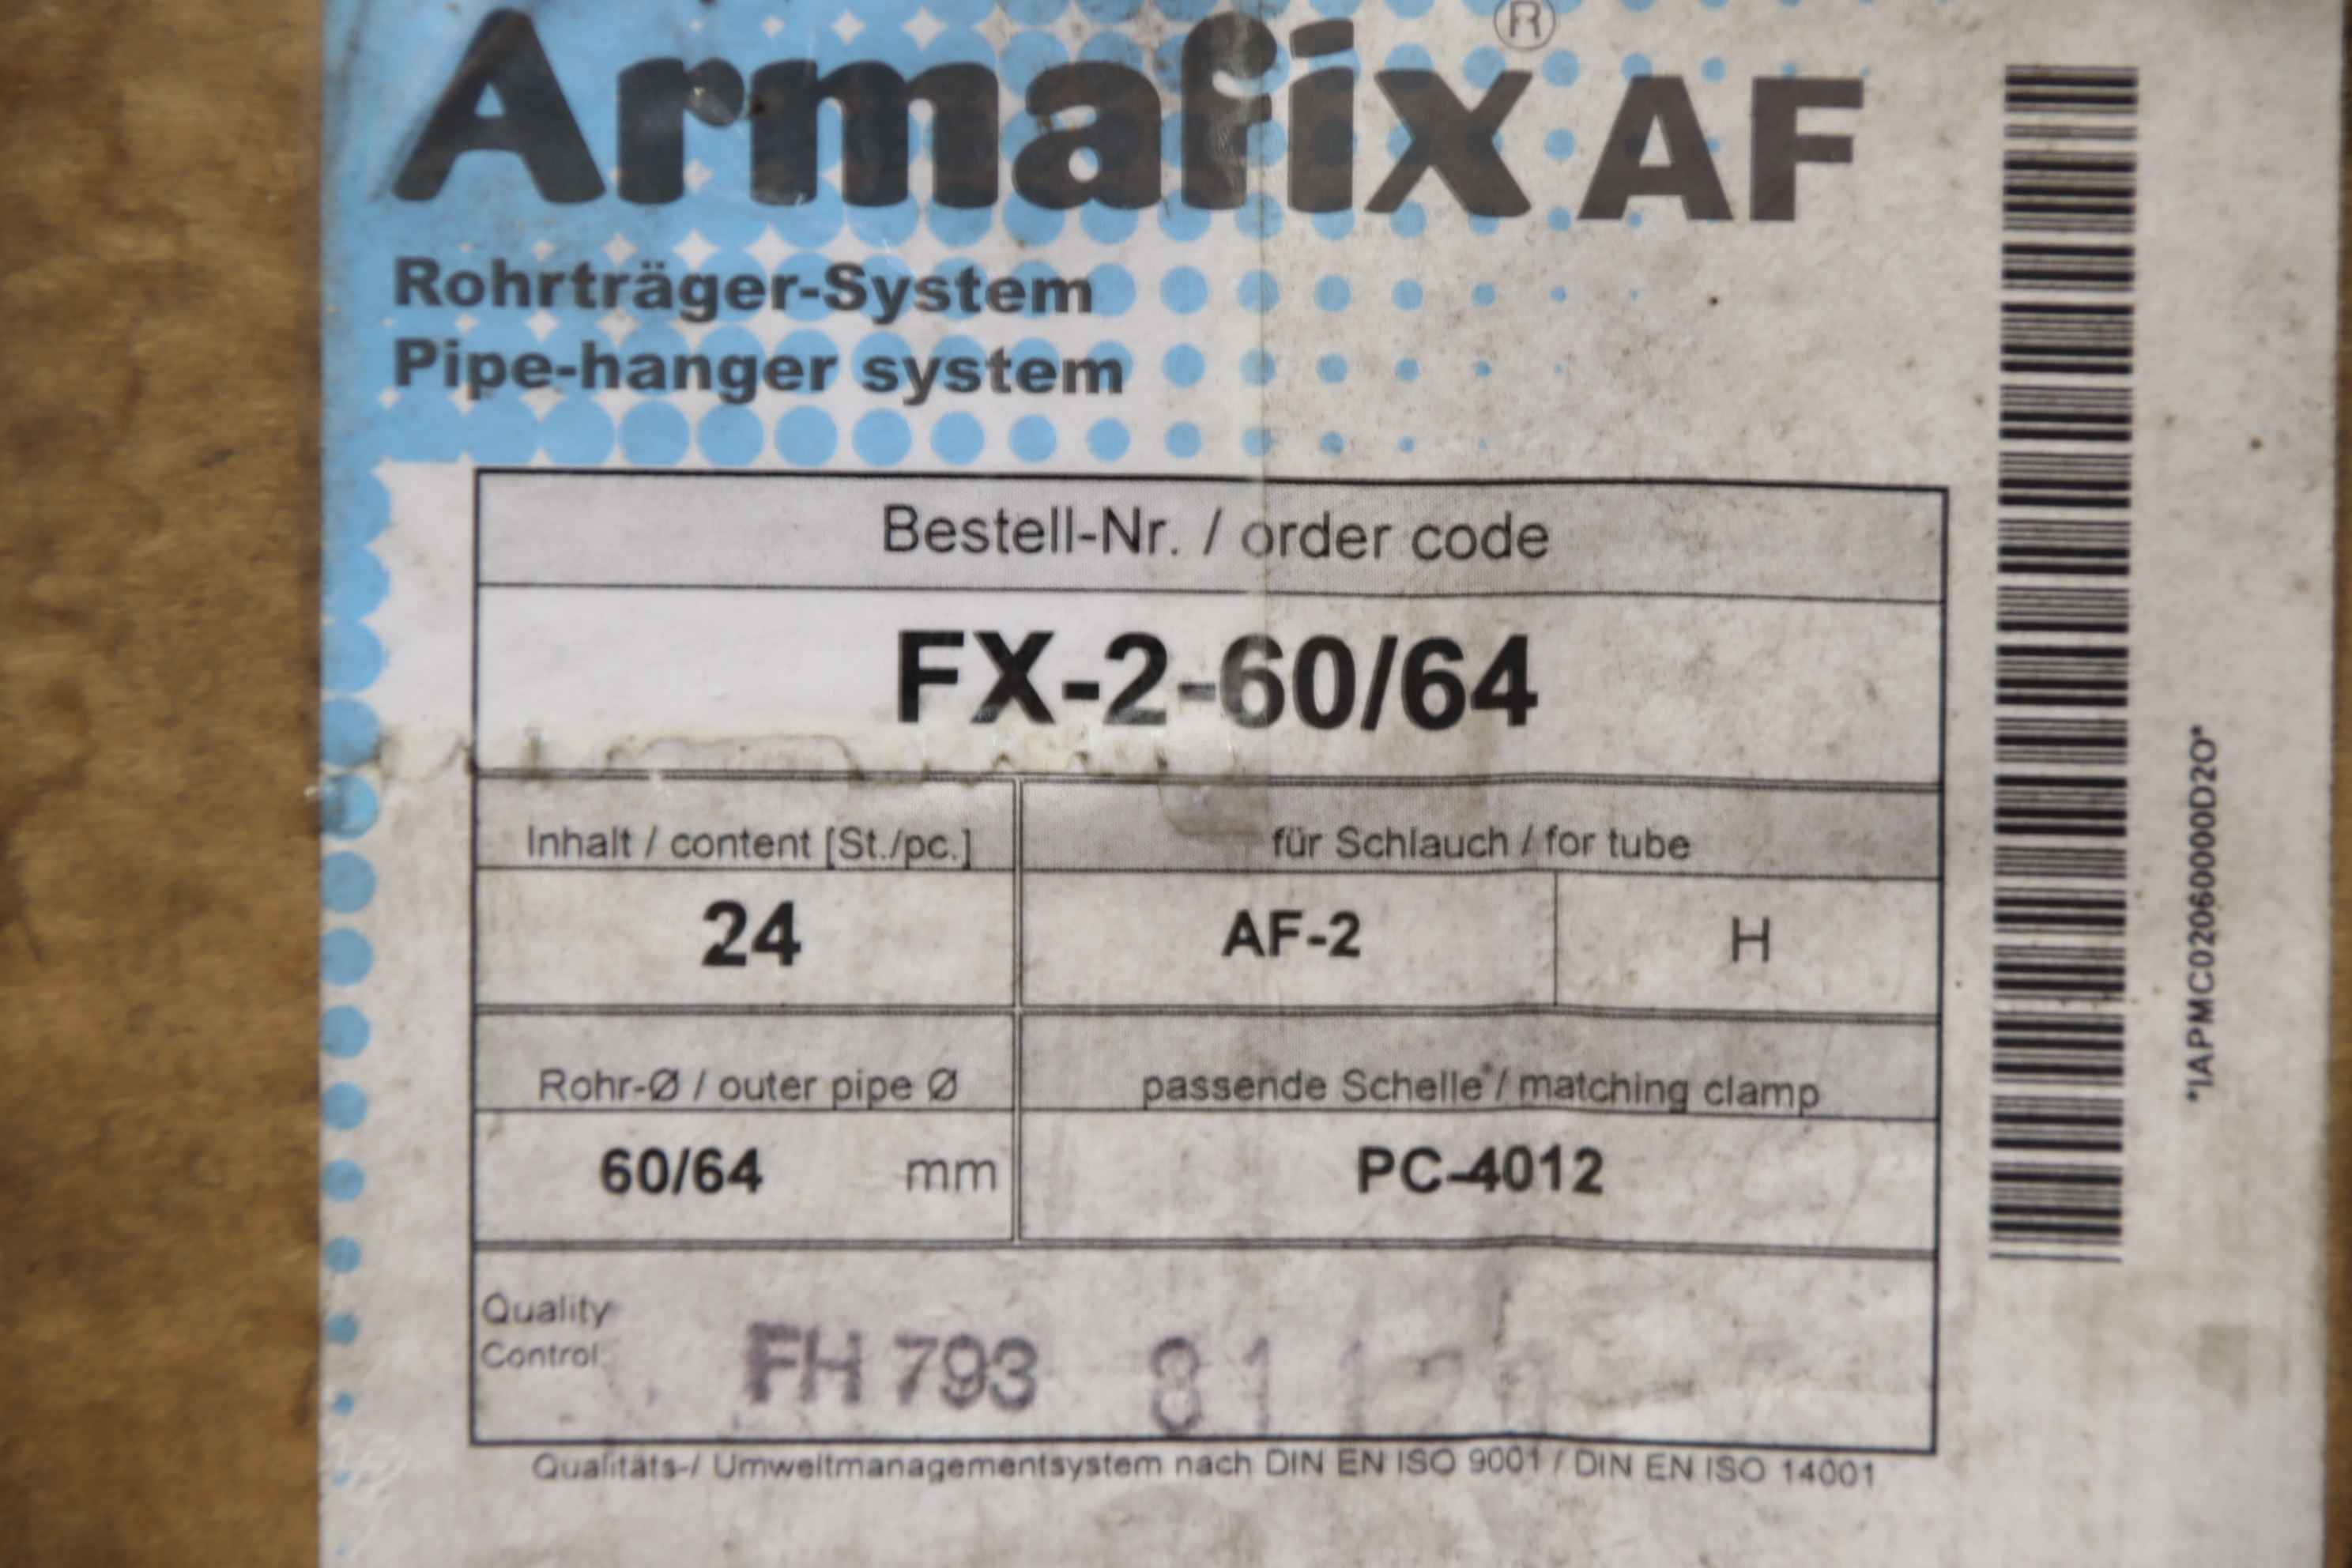 Armafix® AF
Rohrträger-System
Pipe-hanger system
Bestell-Nr. / order code
FX-2-60/64
Inhalt / content [St./pc.]
für Schlauch / for tube
24
AF-2
H
Rohr-Ø / outer pipe Ø
passende Schelle*/ matching clamp
60/64 mm
PC-4012
Quality
Control
FH 793
Qualitäts-/ Umweltmanagementsystem nach DIN EN ISO 9001 / DIN EN ISO 14001
*IAPMC02060000D2O*